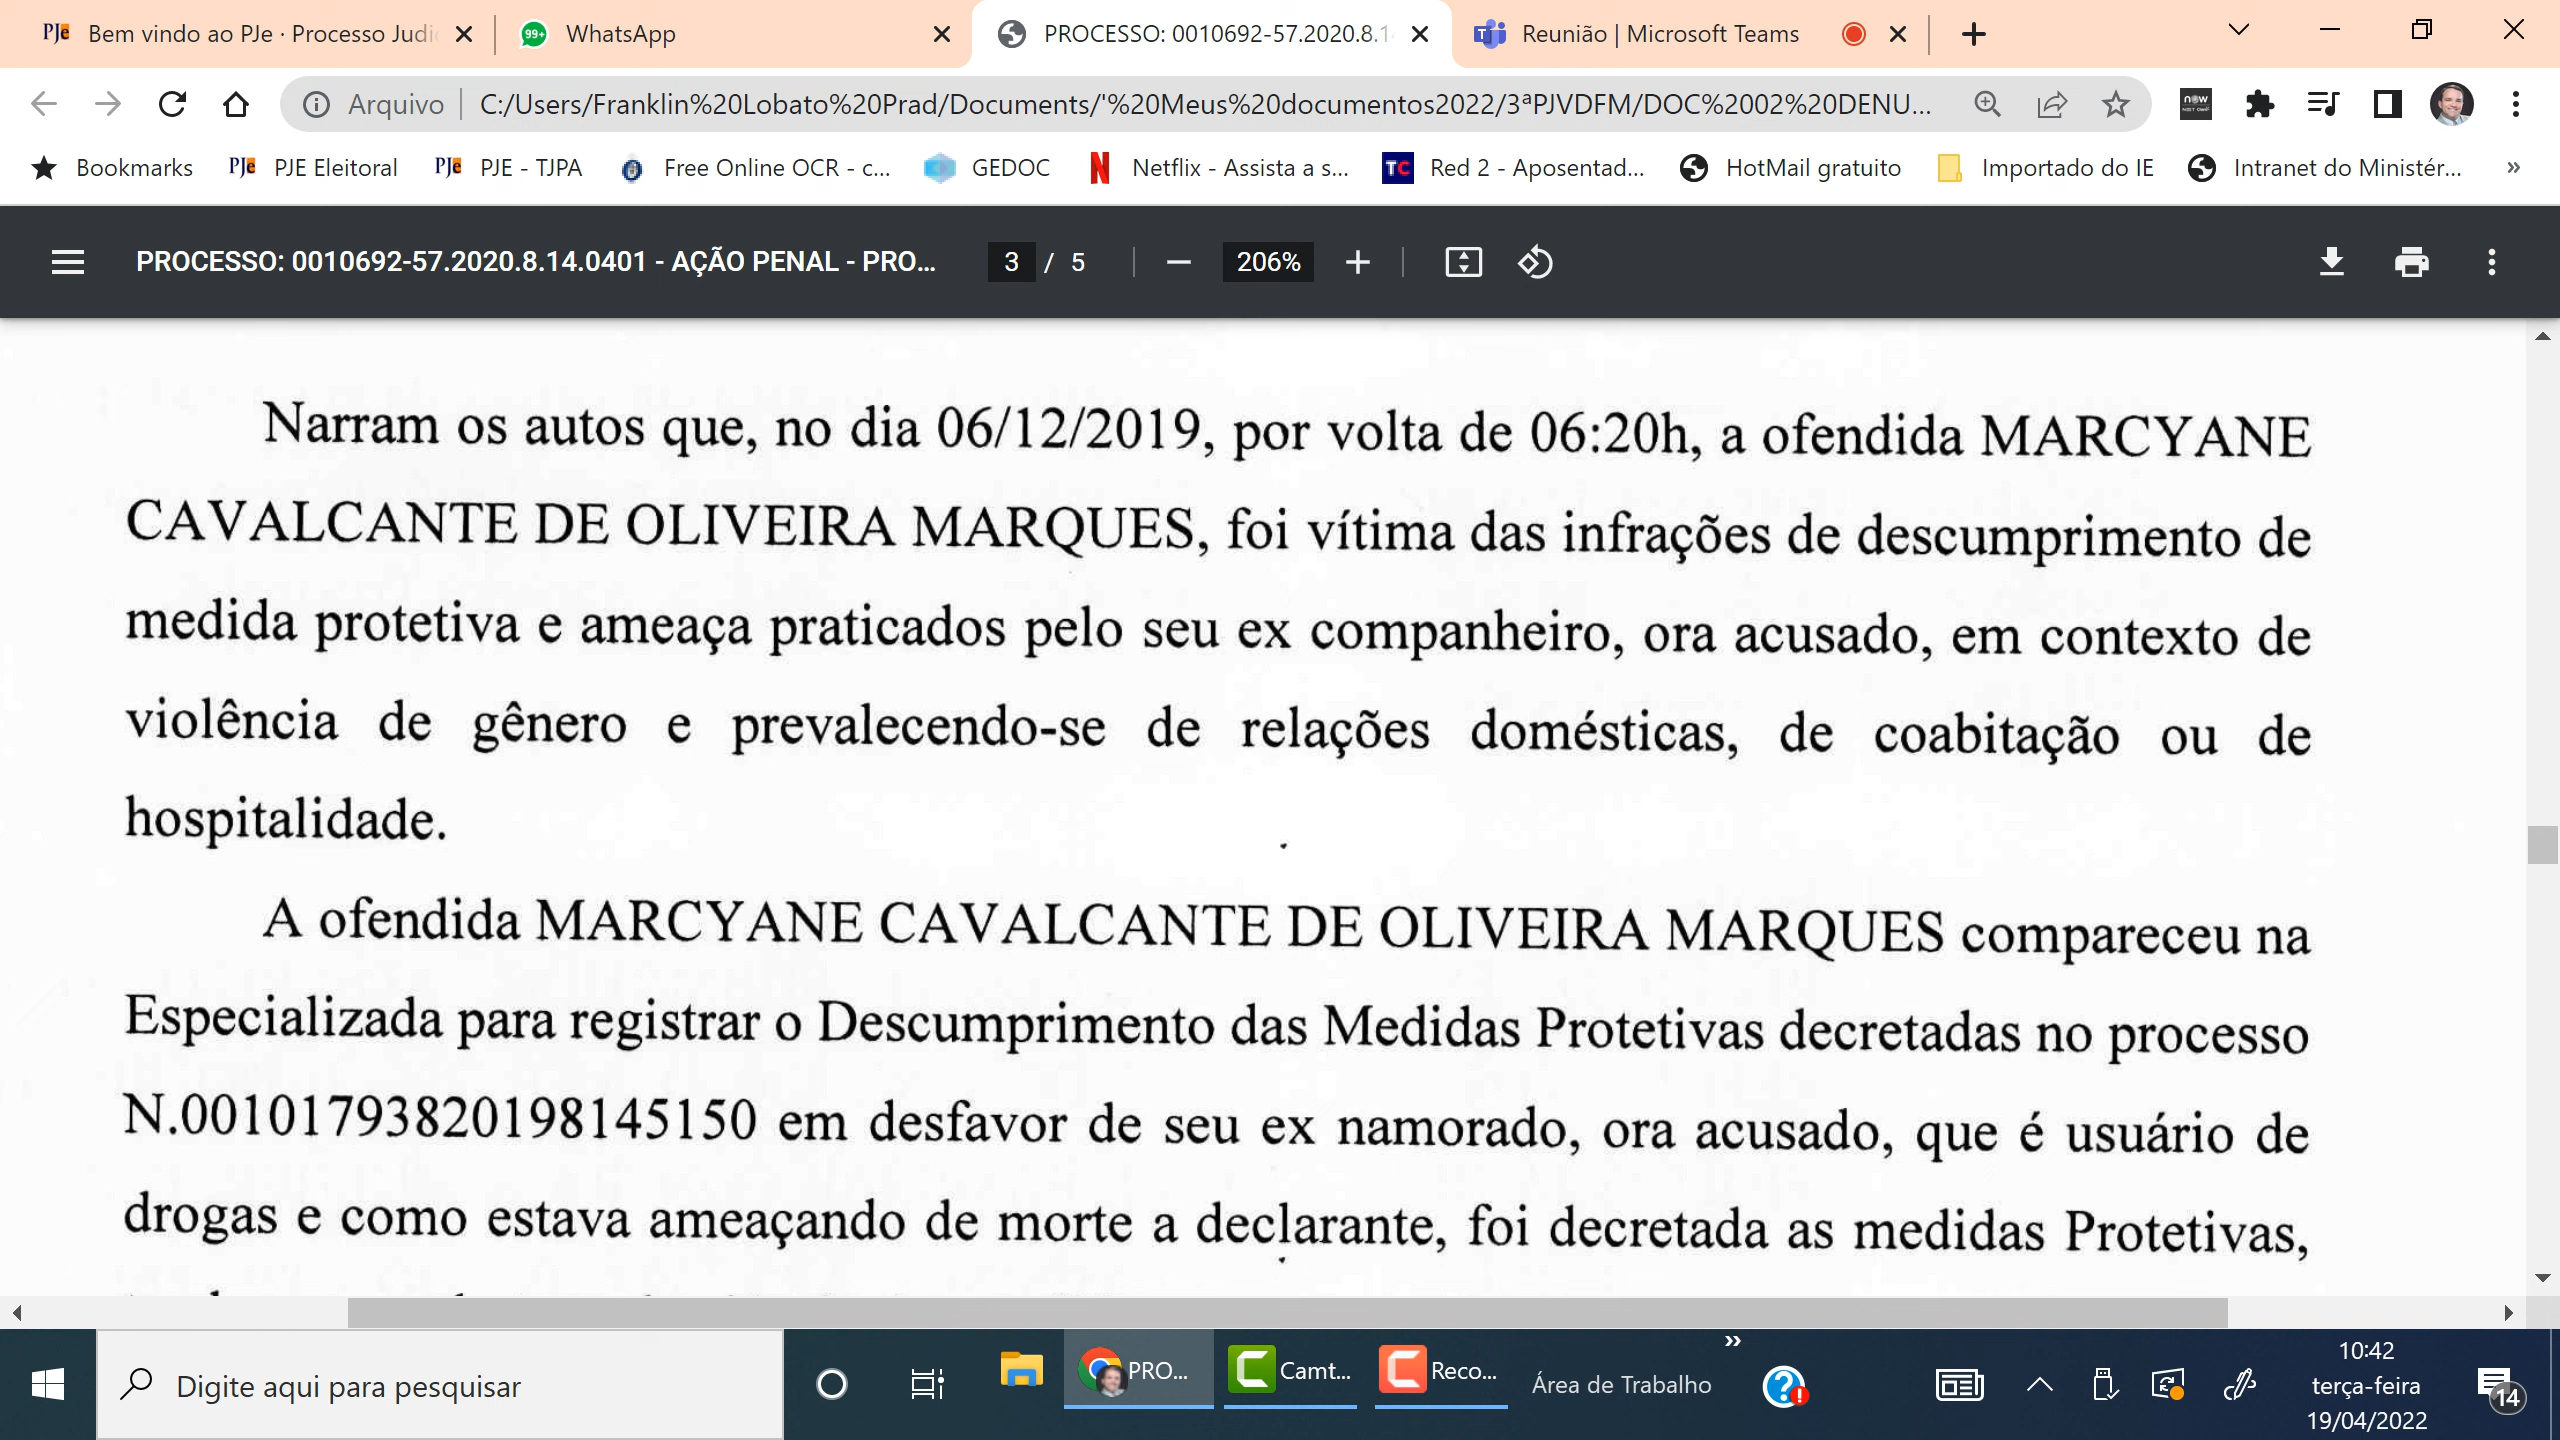 Bem vindo ao PJe · Processo Judi
99+ WhatsApp
PROCESSO: 0010692-57.2020.8.1
Reunião | Microsoft Teams
Arquivo
C:/Users/Franklin%20Lobato%20Prad/Documents/'%20Meus%20documentos2022/3ªPJVDFM/DOC%2002%20DENU...
Bookmarks
PJE Eleitoral
PJE - TJPA
Free Online OCR - c...
GEDOC
Netflix - Assista a s...
Red 2 - Aposentad...
HotMail gratuito
Importado do IE
Intranet do Ministér...
»
PROCESSO: 0010692-57.2020.8.14.0401 - AÇÃO PENAL - PRO...
3 / 5
206%
Narram os autos que, no dia 06/12/2019, por volta de 06:20h, a ofendida MARCYANE
CAVALCANTE DE OLIVEIRA MARQUES, foi vítima das infrações de descumprimento de
medida protetiva e ameaça praticados pelo seu ex companheiro, ora acusado, em contexto de
violência de gênero e prevalecendo-se de relações domésticas, de coabitação ou de
hospitalidade.
A ofendida MARCYANE CAVALCANTE DE OLIVEIRA MARQUES compareceu na
Especializada para registrar o Descumprimento das Medidas Protetivas decretadas no processo
N.00101793820198145150 em desfavor de seu ex namorado, ora acusado, que é usuário de
drogas e como estava ameaçando de morte a declarante, foi decretada as medidas Protetivas,
Digite aqui para pesquisar
PRO...
Camt...
Reco...
Área de Trabalho
»
10:42
terça-feira
19/04/2022
14